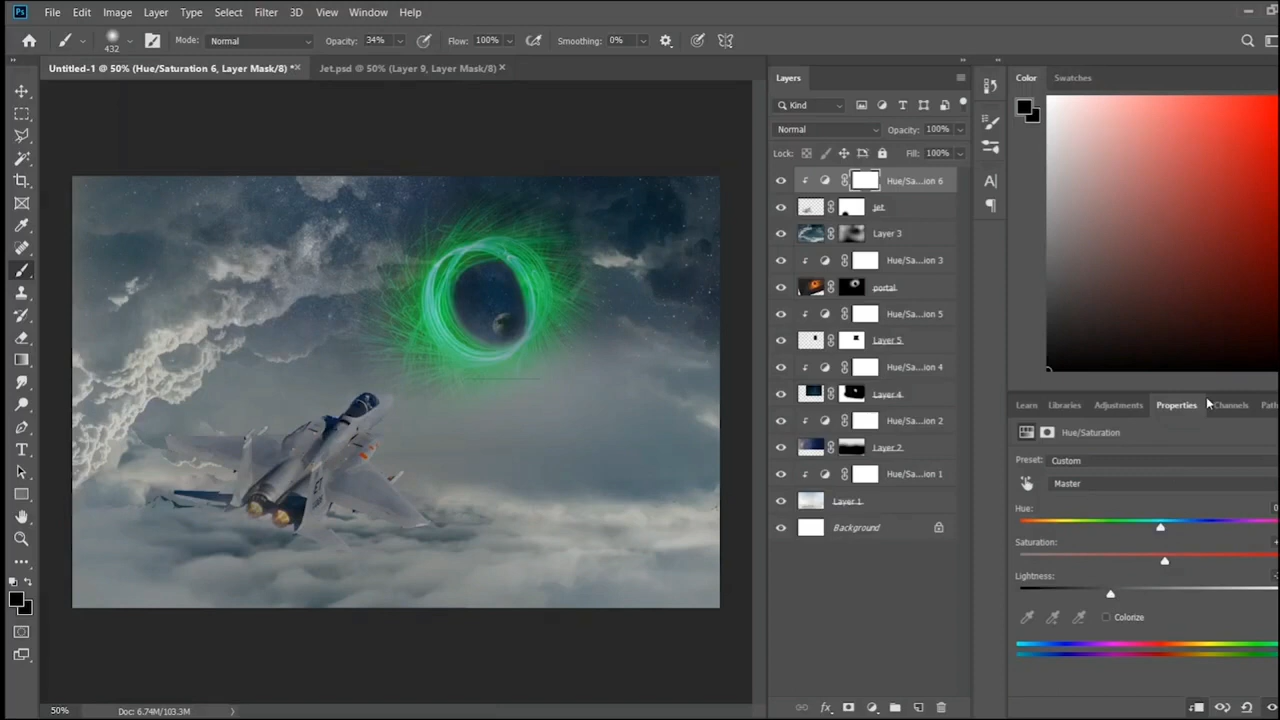 Ps File Edit Image Layer Type Select Filter 3D View Window Help
432 Mode: Normal Opacity: 34% Flow: 100% Smoothing: 0%
Untitled-1 @ 50% (Hue/Saturation 6, Layer Mask/8) * Jet.psd @ 50% (Layer 9, Layer Mask/8)
Layers
Kind
Normal Opacity: 100%
Lock: Fill: 100%
Hue/Sa...ion 6
jet
Layer 3
Hue/Sa...ion 3
portal
Hue/Sa...ion 5
Layer 5
Hue/Sa...ion 4
Layer 4
Hue/Sa...ion 2
Layer 2
Hue/Sa...ion 1
Layer 1
Background
Color Swatches
Learn Libraries Adjustments Properties Channels Path
Hue/Saturation
Preset: Custom
Master
Hue: 0
Saturation:
Lightness:
Colorize
50% Doc: 6.74M/103.3M